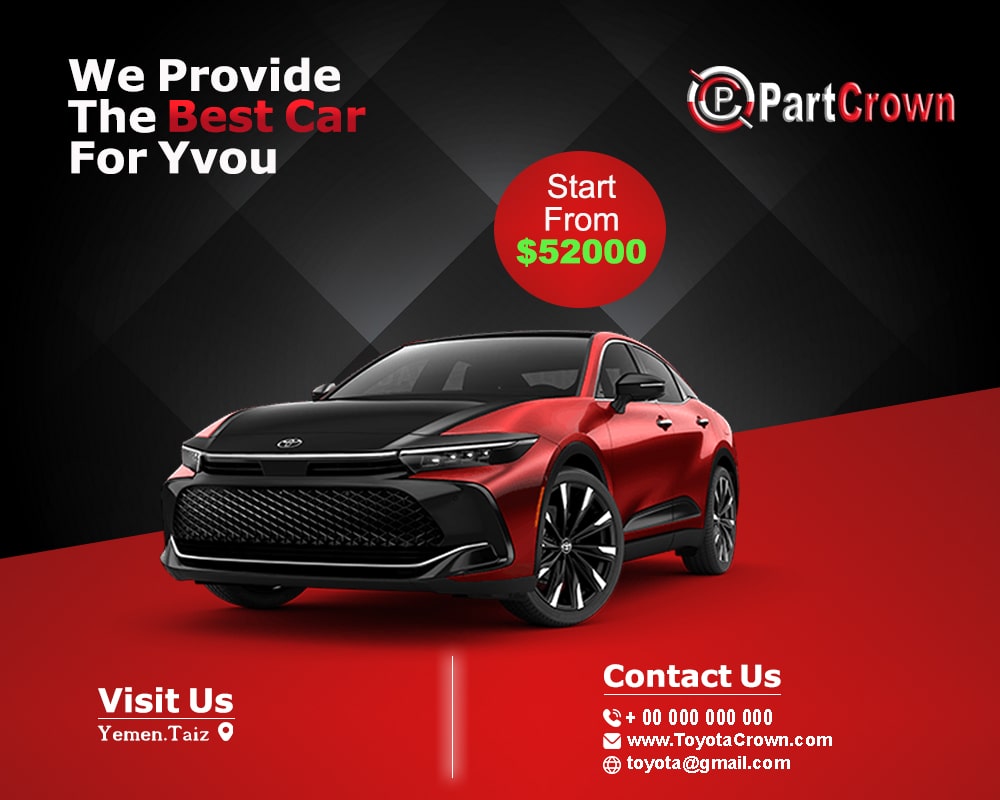 We Provide
The Best Car
For Yvou
PartCrown
Start
From
$52000
Visit Us
Yemen.Taiz
Contact Us
+ 00 000 000 000
www.ToyotaCrown.com
toyota@gmail.com